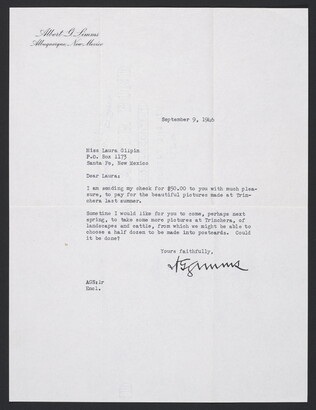 Albert G. Simms
Albuquerque, New Mexico
September 9, 1946
Miss Laura Gilpin
P.O. Box 1173
Santa Fe, New Mexico
Dear Laura:
I am sending my check for $50.00 to you with much plea-
sure, to pay for the beautiful pictures made at Trin-
chera last summer.
Sometime I would like for you to come, perhaps next
spring, to take some more pictures at Trinchera, of
landscapes and cattle, from which we might be able to
choose a half dozen to be made into postcards. Could
it be done?
Yours faithfully,
AGSimms
AGS:lr
Encl.